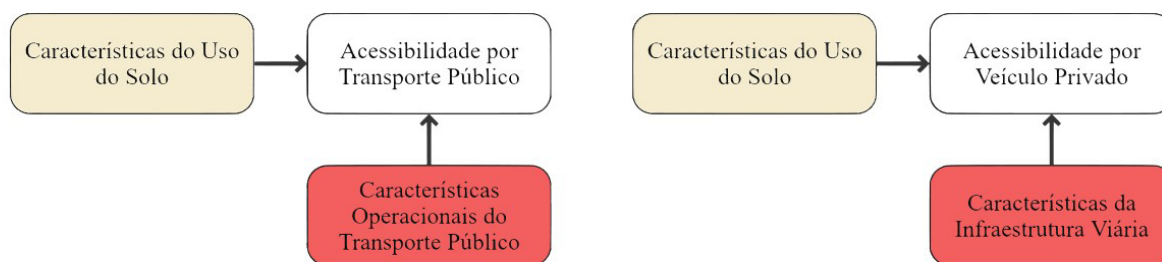 Características do Uso
do Solo
Acessibilidade por
Transporte Público
Características
Operacionais do
Transporte Público
Características do Uso
do Solo
Acessibilidade por
Veículo Privado
Características da
Infraestrutura Viária